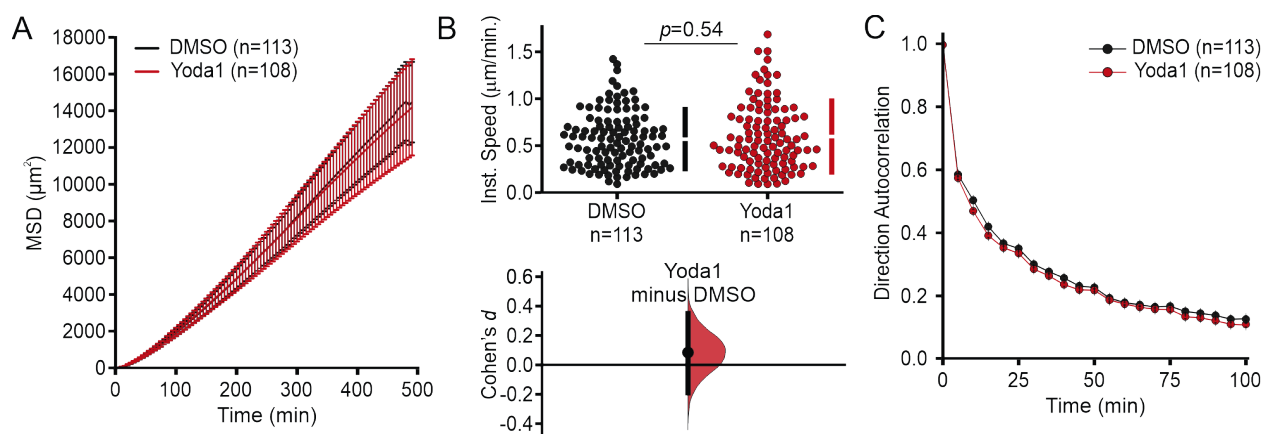 A
18000
16000
14000
12000
10000
8000
6000
4000
2000
0
MSD (µm²)
0 100 200 300 400 500
Time (min)
DMSO (n=113)
Yoda1 (n=108)
B
p=0.54
1.5
1.0
0.5
0.0
Inst. Speed (µm/min.)
DMSO
n=113
Yoda1
n=108
Yoda1
minus DMSO
0.6
0.4
0.2
0.0
-0.2
-0.4
Cohen's d
C
DMSO (n=113)
Yoda1 (n=108)
1.0
0.8
0.6
0.4
0.2
0.0
Direction Autocorrelation
0 25 50 75 100
Time (min)